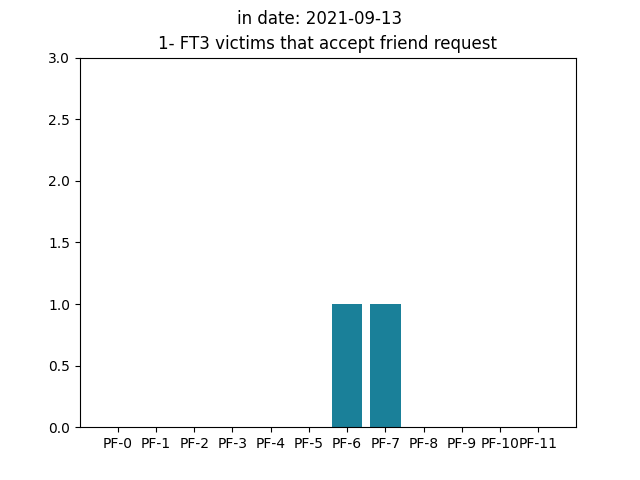 in date: 2021-09-13
1- FT3 victims that accept friend request
3.0
2.5
2.0
1.5
1.0
0.5
0.0
PF-0 PF-1 PF-2 PF-3 PF-4 PF-5 PF-6 PF-7 PF-8 PF-9 PF-10 PF-11